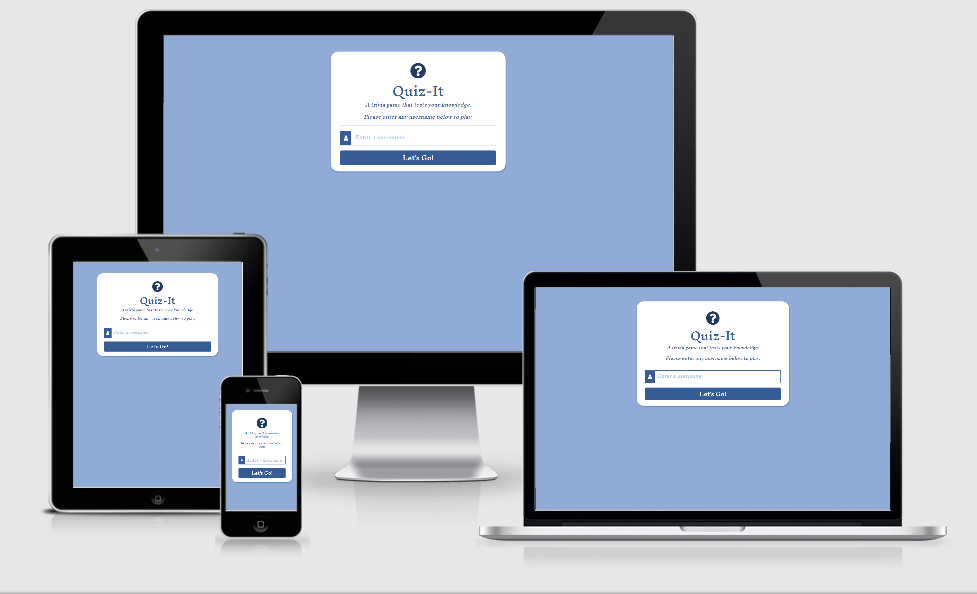 ?
Quiz-It
A trivia game that tests your knowledge.
Please enter any username below to play.
Enter a username
Let's Go!
?
Quiz-It
A trivia game that tests your knowledge.
Please enter any username below to play.
Enter a username
Let's Go!
?
Let's Go!
?
Quiz-It
A trivia game that tests your knowledge.
Please enter any username below to play.
Enter a username
Let's Go!